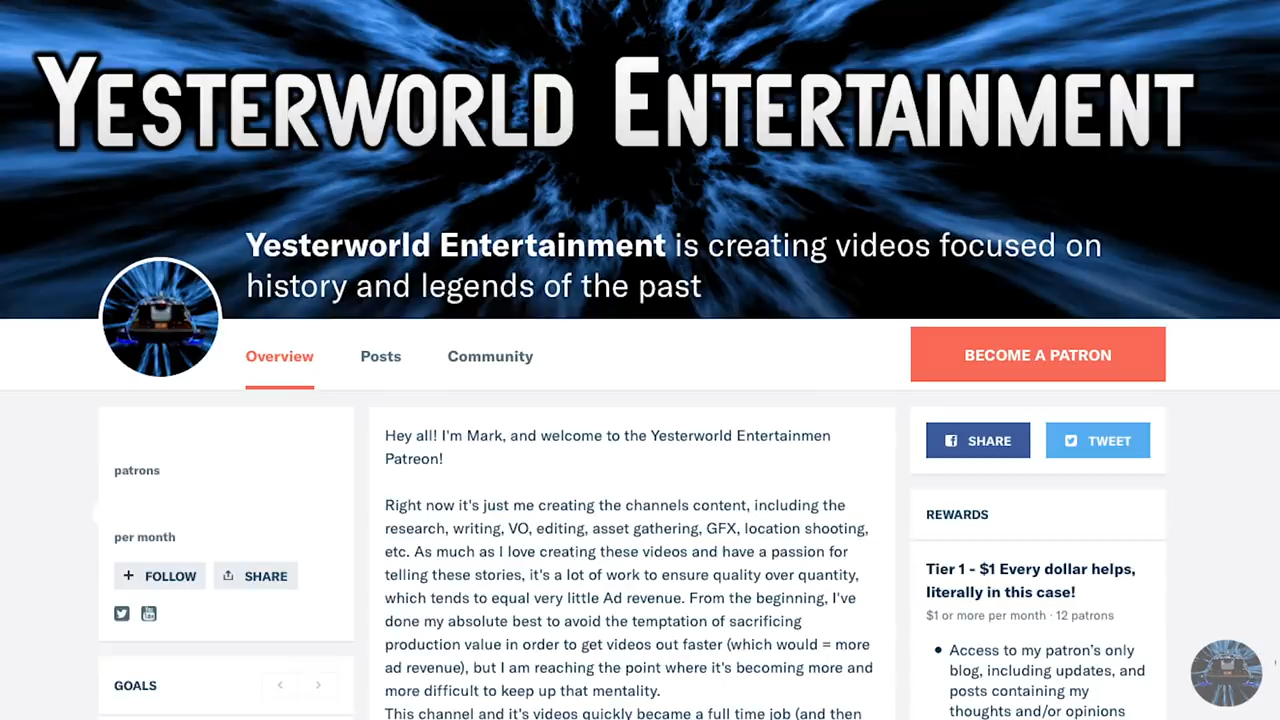 YESTERWORLD ENTERTAINMENT
Yesterworld Entertainment is creating videos focused on
history and legends of the past
Overview
Posts
Community
BECOME A PATRON
patrons
per month
FOLLOW
SHARE
GOALS
Hey all! I'm Mark, and welcome to the Yesterworld Entertainmen
Patreon!
Right now it's just me creating the channels content, including the
research, writing, VO, editing, asset gathering, GFX, location shooting,
etc. As much as I love creating these videos and have a passion for
telling these stories, it's a lot of work to ensure quality over quantity,
which tends to equal very little Ad revenue. From the beginning, I've
done my absolute best to avoid the temptation of sacrificing
production value in order to get videos out faster (which would = more
ad revenue), but I am reaching the point where it's becoming more and
more difficult to keep up that mentality.
This channel and it's videos quickly became a full time job (and then
SHARE
TWEET
REWARDS
Tier 1 - $1 Every dollar helps,
literally in this case!
$1 or more per month · 12 patrons
Access to my patron's only
blog, including updates, and
posts containing my
thoughts and/or opinions